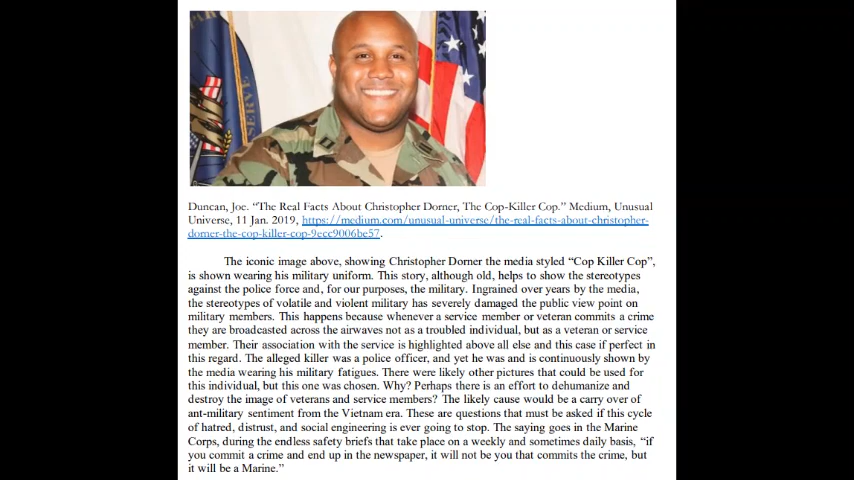 Duncan, Joe. “The Real Facts About Christopher Dorner, The Cop-Killer Cop.” Medium, Unusual
Universe, 11 Jan. 2019, https://medium.com/unusual-universe/the-real-facts-about-christopher-
dorner-the-cop-killer-cop-9ecc9006be57.
The iconic image above, showing Christopher Dorner the media styled “Cop Killer Cop”,
is shown wearing his military uniform. This story, although old, helps to show the stereotypes
against the police force and, for our purposes, the military. Ingrained over years by the media,
the stereotypes of volatile and violent military has severely damaged the public view point on
military members. This happens because whenever a service member or veteran commits a crime
they are broadcasted across the airwaves not as a troubled individual, but as a veteran or service
member. Their association with the service is highlighted above all else and this case if perfect in
this regard. The alleged killer was a police officer, and yet he was and is continuously shown by
the media wearing his military fatigues. There were likely other pictures that could be used for
this individual, but this one was chosen. Why? Perhaps there is an effort to dehumanize and
destroy the image of veterans and service members? The likely cause would be a carry over of
ant-military sentiment from the Vietnam era. These are questions that must be asked if this cycle
of hatred, distrust, and social engineering is ever going to stop. The saying goes in the Marine
Corps, during the endless safety briefs that take place on a weekly and sometimes daily basis, “if
you commit a crime and end up in the newspaper, it will not be you that commits the crime, but
it will be a Marine.”